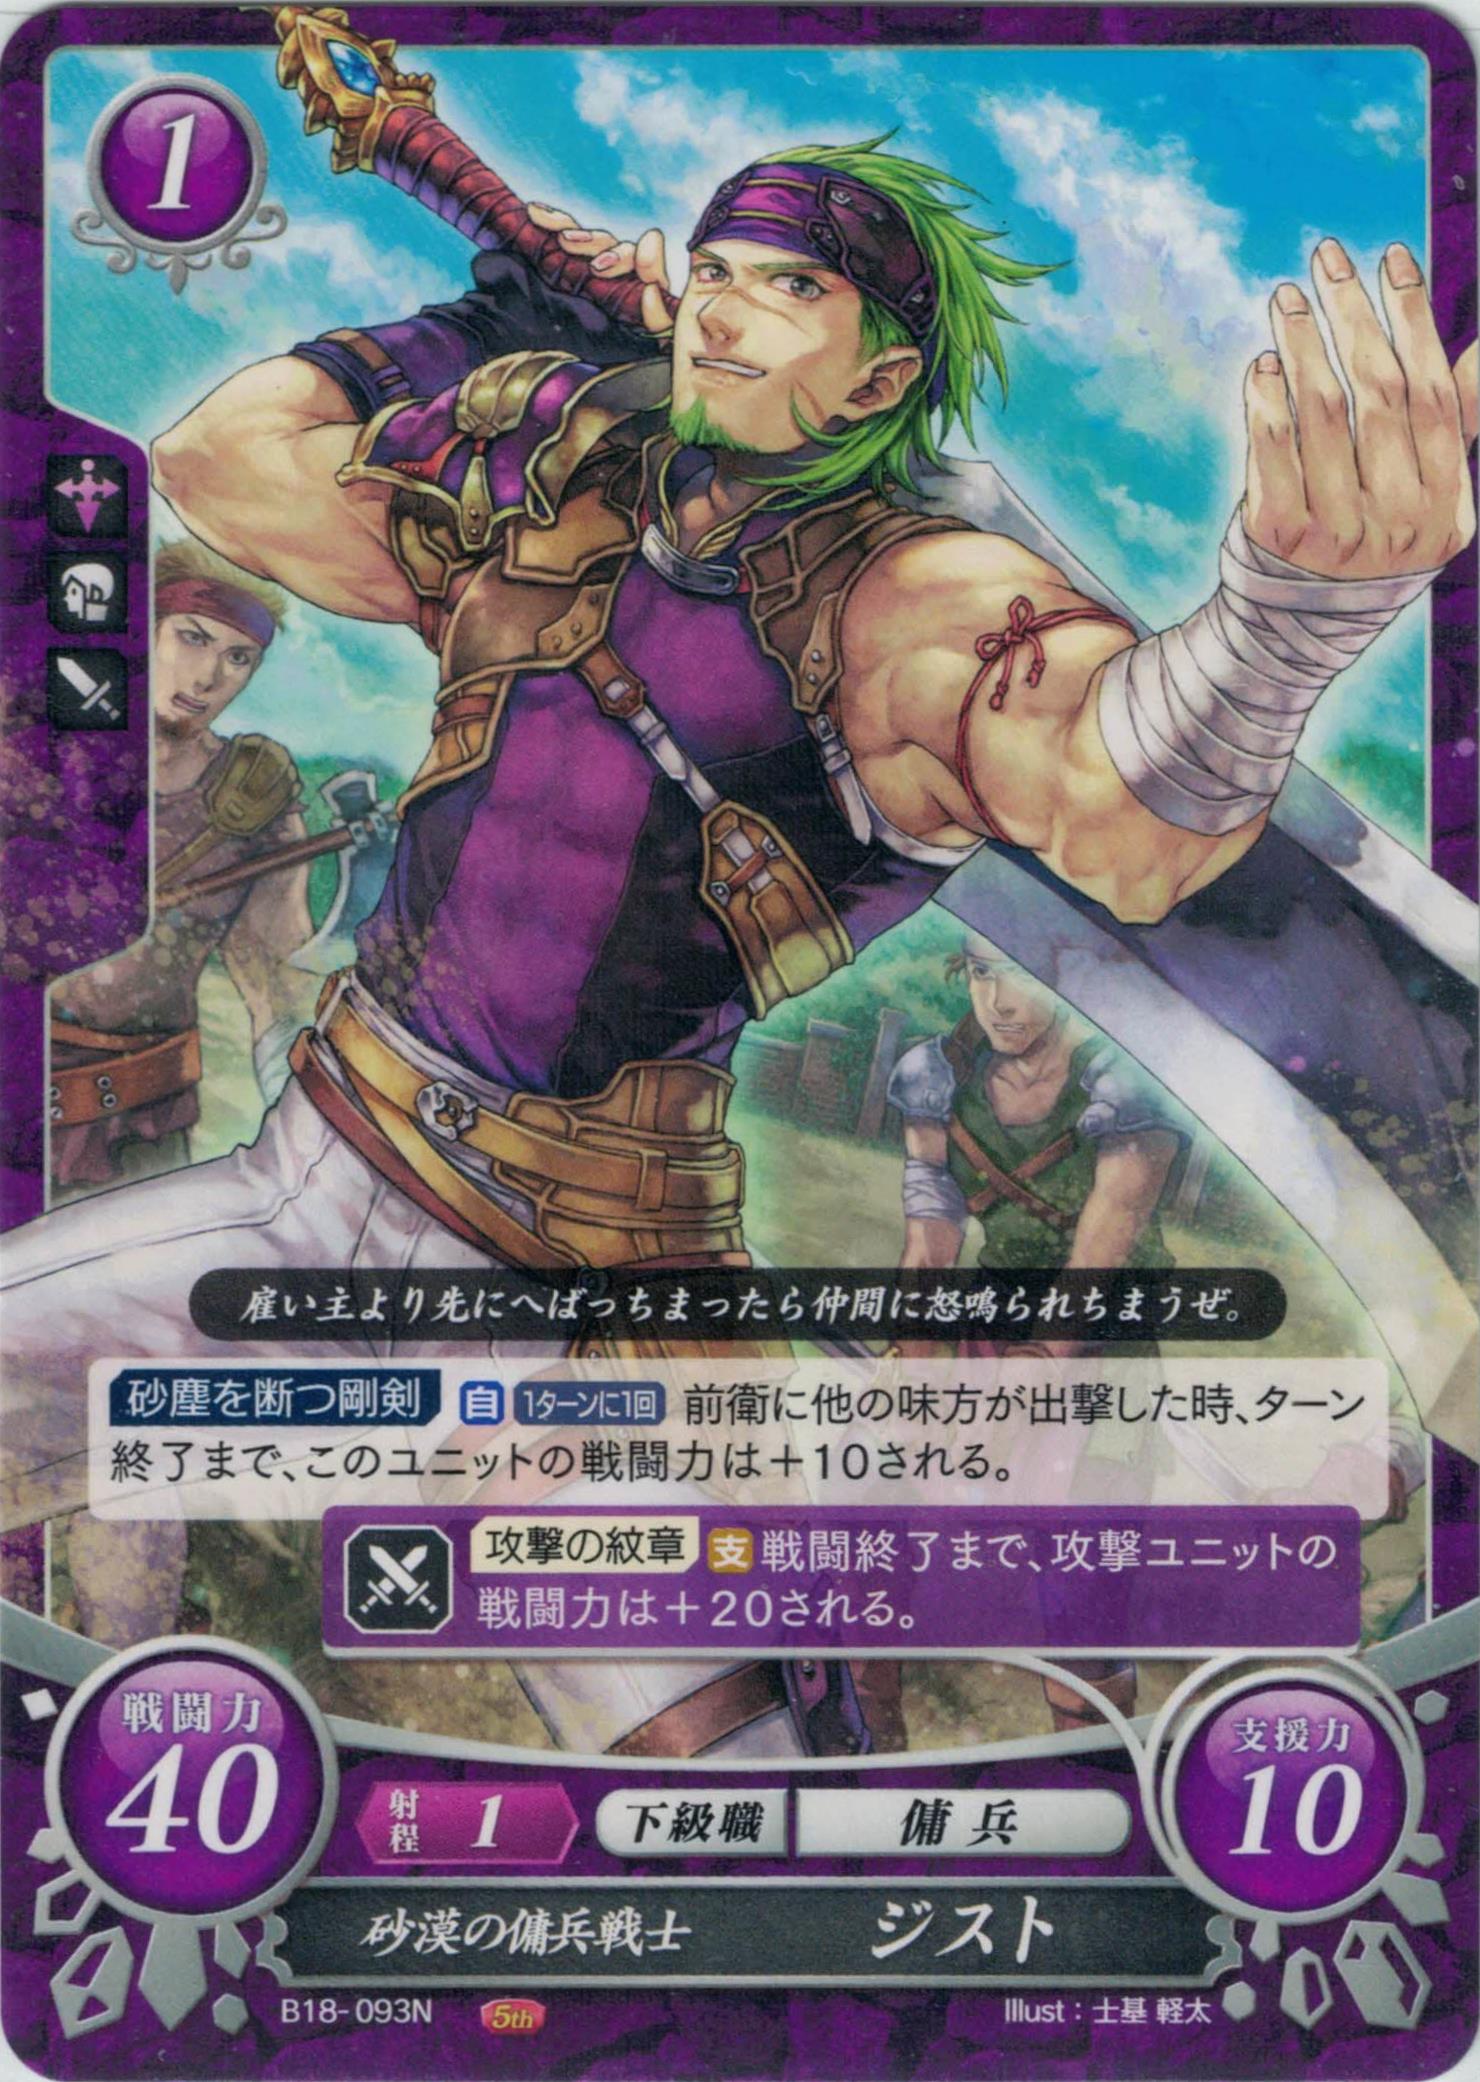 1
雇い主より先にへばっちまったら仲間に怒鳴られちまうぜ。
砂塵を断つ剛剣 自 1ターンに1回 前衛に他の味方が出撃した時、ターン
終了まで、このユニットの戦闘力は+10される。
攻撃の紋章 支 戦闘終了まで、攻撃ユニットの
戦闘力は+20される。
戦闘力
40
射程 1
下級職
傭兵
支援力
10
砂漠の傭兵戦士 ジスト
B18-093N 5th
Illust:士基 軽太